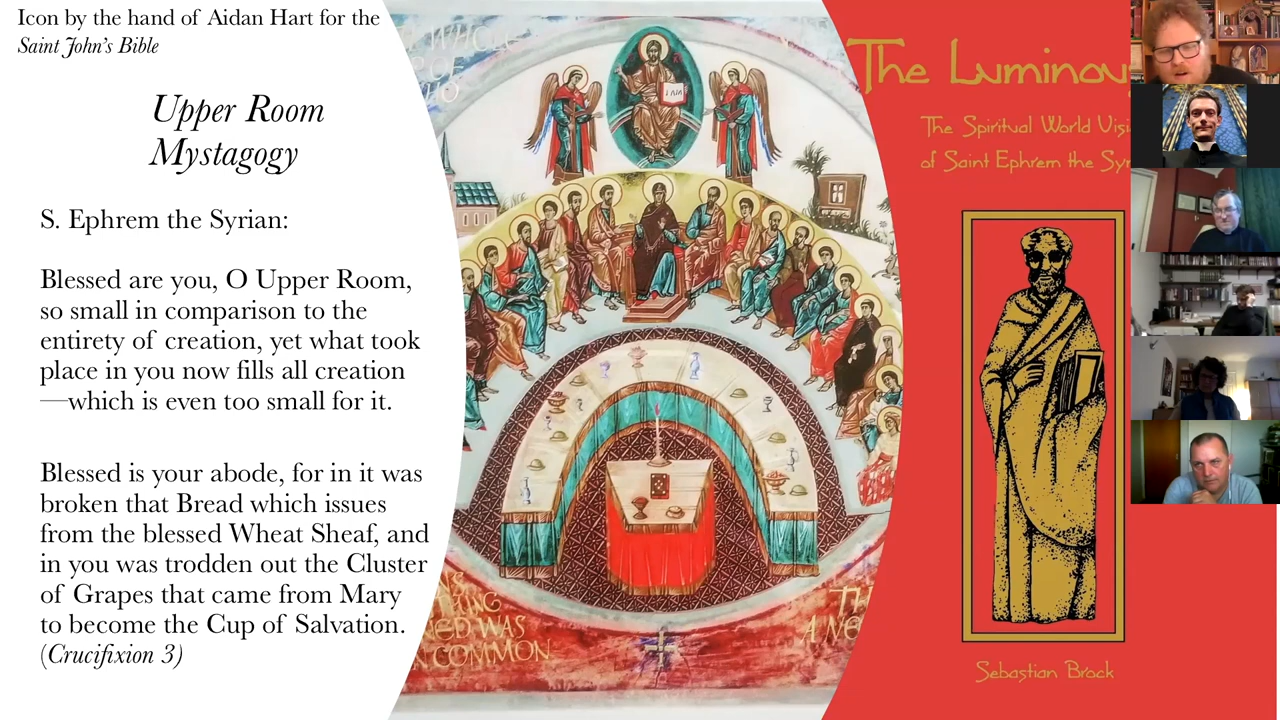 Icon by the hand of Aidan Hart for the
Saint John's Bible
Upper Room
Mystagogy
S. Ephrem the Syrian:
Blessed are you, O Upper Room,
so small in comparison to the
entirety of creation, yet what took
place in you now fills all creation
—which is even too small for it.
Blessed is your abode, for in it was
broken that Bread which issues
from the blessed Wheat Sheaf, and
in you was trodden out the Cluster
of Grapes that came from Mary
to become the Cup of Salvation.
(Crucifixion 3)
WHOLE
OF
WAS
COMMON
The Luminou
The Spiritual World Visi
of Saint Ephrem the Syr
Sebastian Brock